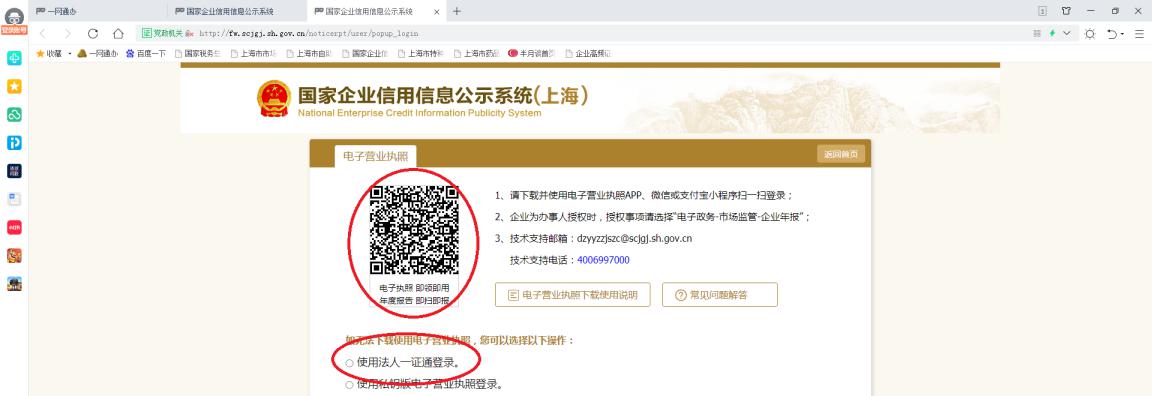 一网通办
国家企业信用信息公示系统
国家企业信用信息公示系统
登录账号
党政机关
http://fw.scjgj.sh.gov.cn/noticerpt/user/popup_login
收藏
一网通办
百度一下
国家税务
上海市市场
上海市自助
国家企业信
上海市特种
上海市药品
半月谈首页
企业高频证
国家企业信用信息公示系统(上海)
National Enterprise Credit Information Publicity System
电子营业执照
返回首页
1、请下载并使用电子营业执照APP、微信或支付宝小程序扫一扫登录；
2、企业为办事人授权时，授权事项请选择“电子政务-市场监管-企业年报”；
3、技术支持邮箱：dzyyzzjszc@scjgj.sh.gov.cn
技术支持电话：4006997000
电子执照 即领即用
年度报告 即扫即报
电子营业执照下载使用说明
常见问题解答
如无法下载使用电子营业执照，您可以选择以下操作：
使用法人一证通登录。
使用私钥版电子营业执照登录。